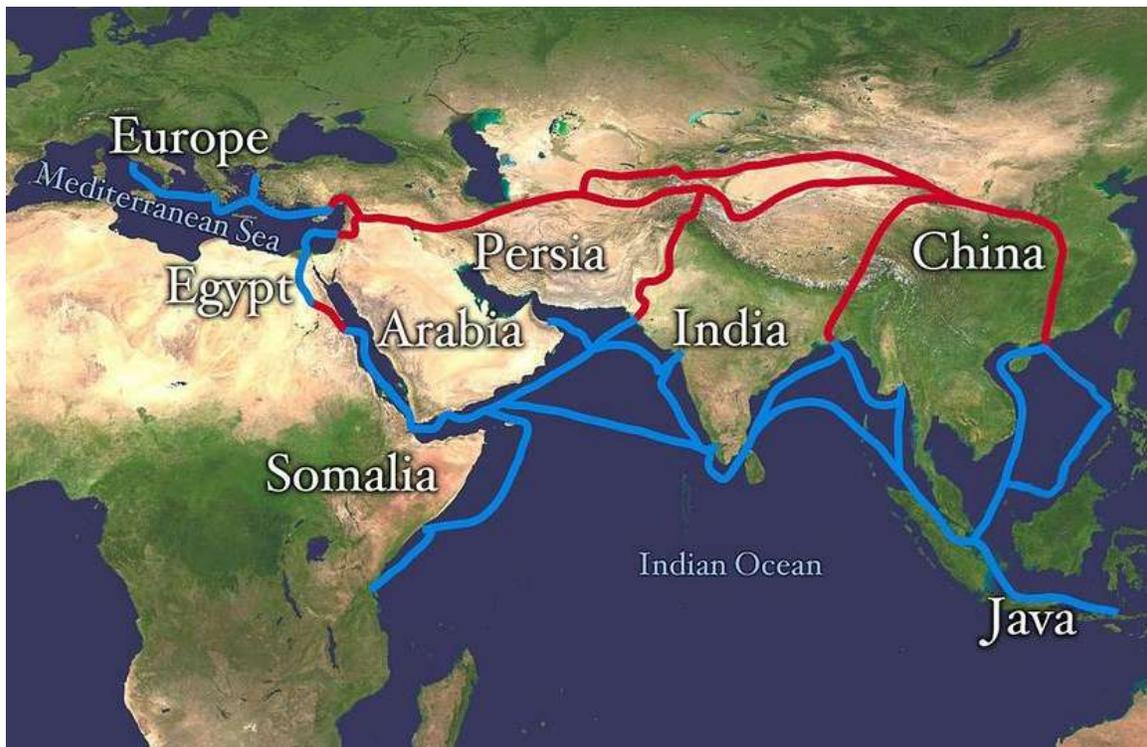 Europe
Mediterranean Sea
Egypt
Arabia
Persia
India
China
Somalia
Indian Ocean
Java